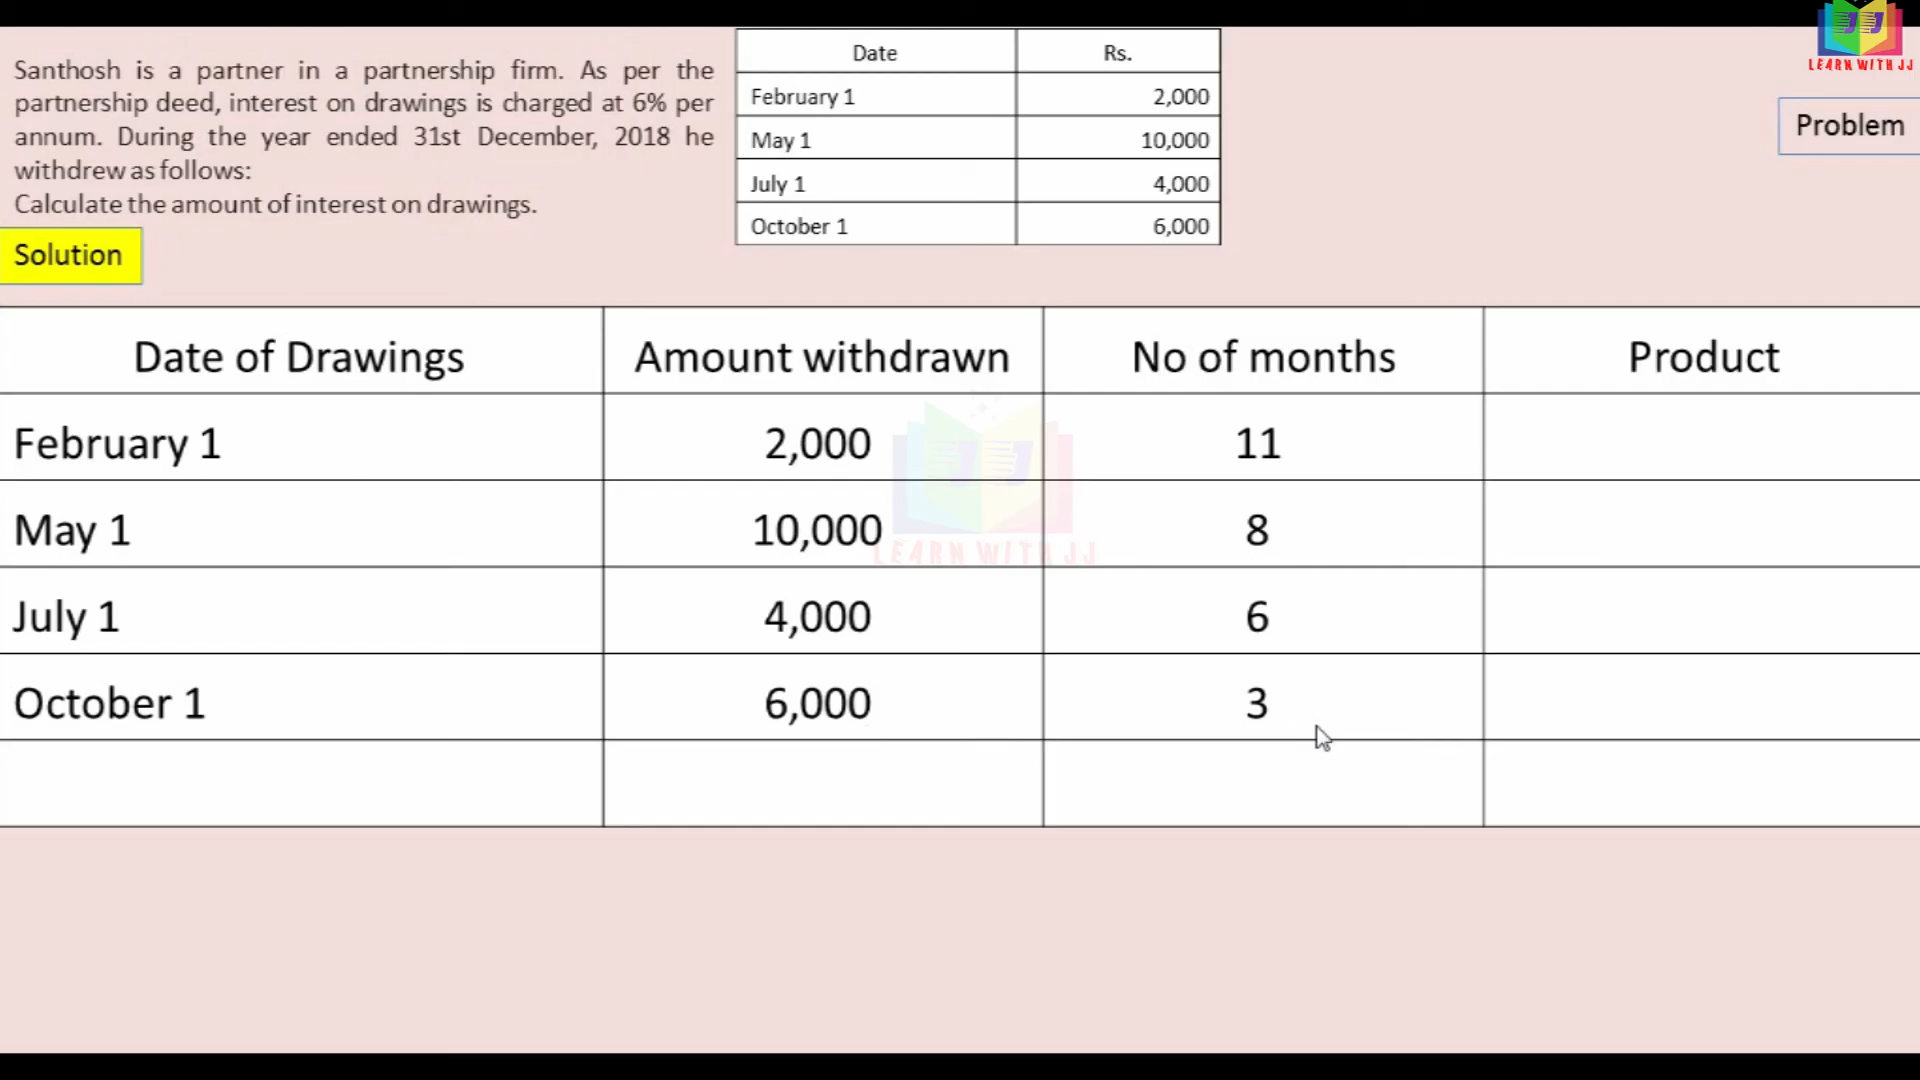 Santhosh is a partner in a partnership firm. As per the
partnership deed, interest on drawings is charged at 6% per
annum. During the year ended 31st December, 2018 he
withdrew as follows:
Calculate the amount of interest on drawings.
Date Rs.
February 1 2,000
May 1 10,000
July 1 4,000
October 1 6,000
LEARN WITH JJ
Problem
Solution
Date of Drawings Amount withdrawn No of months Product
February 1 2,000 11
May 1 10,000 8
July 1 4,000 6
October 1 6,000 3
LEARN WITH JJ